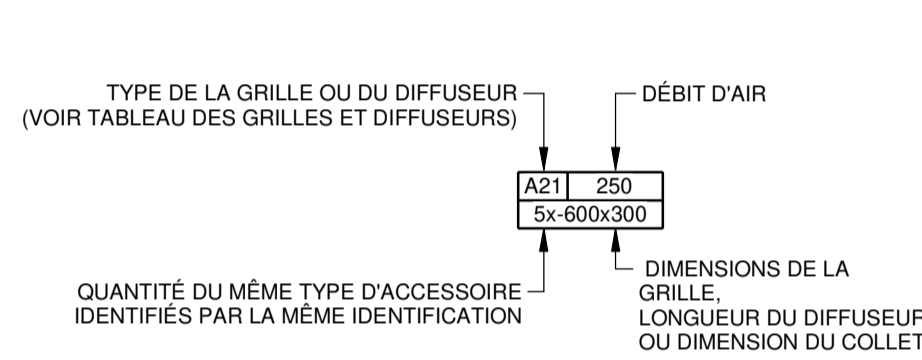 TYPE DE LA GRILLE OU DU DIFFUSEUR
(VOIR TABLEAU DES GRILLES ET DIFFUSEURS)
DÉBIT D'AIR
A21 250
5x-600x300
QUANTITÉ DU MÊME TYPE D'ACCESSOIRE
IDENTIFIÉS PAR LA MÊME IDENTIFICATION
DIMENSIONS DE LA
GRILLE,
LONGUEUR DU DIFFUSEUR
OU DIMENSION DU COLLET